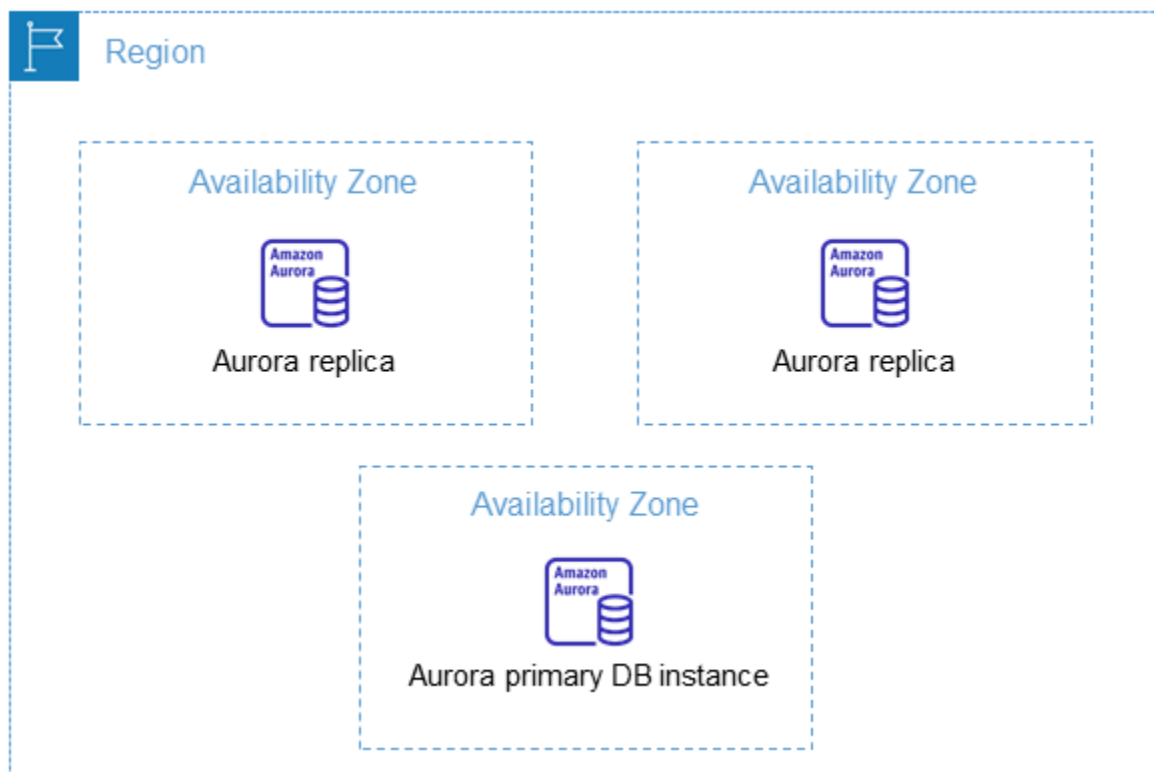 Region
Availability Zone
Amazon
Aurora
Aurora replica
Availability Zone
Amazon
Aurora
Aurora replica
Availability Zone
Amazon
Aurora
Aurora primary DB instance